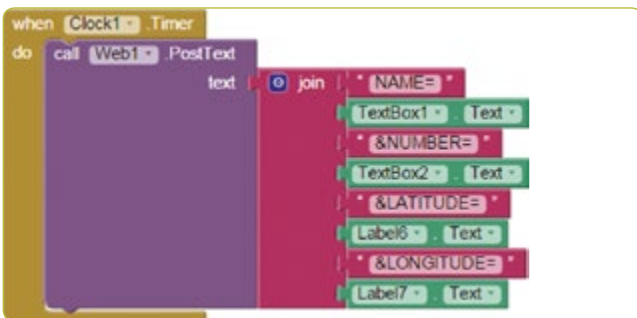 when Clock1 .Timer
do call Web1 .PostText
text join " NAME= "
TextBox1 . Text
" &NUMBER= "
TextBox2 . Text
" &LATITUDE= "
Label6 . Text
" &LONGITUDE= "
Label7 . Text